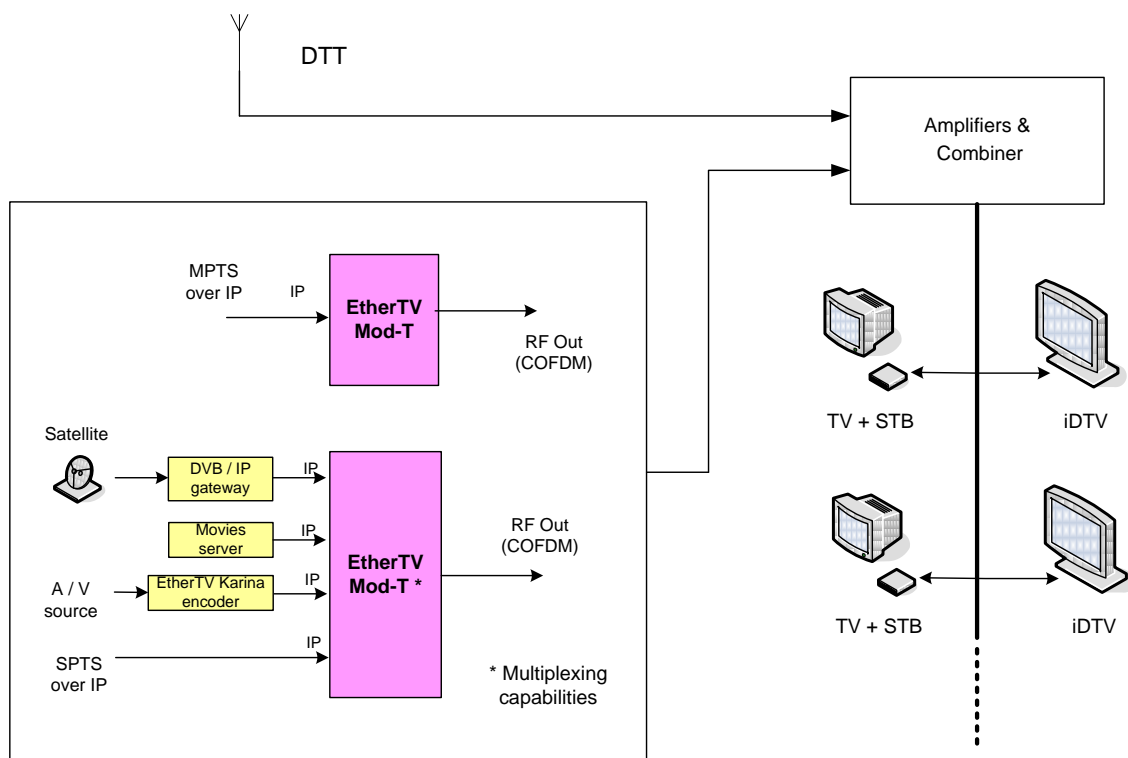 DTT
Amplifiers &
Combiner
MPTS
over IP
IP
EtherTV
Mod-T
RF Out
(COFDM)
Satellite
DVB / IP
gateway
IP
Movies
server
IP
A / V
source
EtherTV Karina
encoder
IP
SPTS
over IP
IP
EtherTV
Mod-T *
RF Out
(COFDM)
* Multiplexing
capabilities
TV + STB
iDTV
TV + STB
iDTV